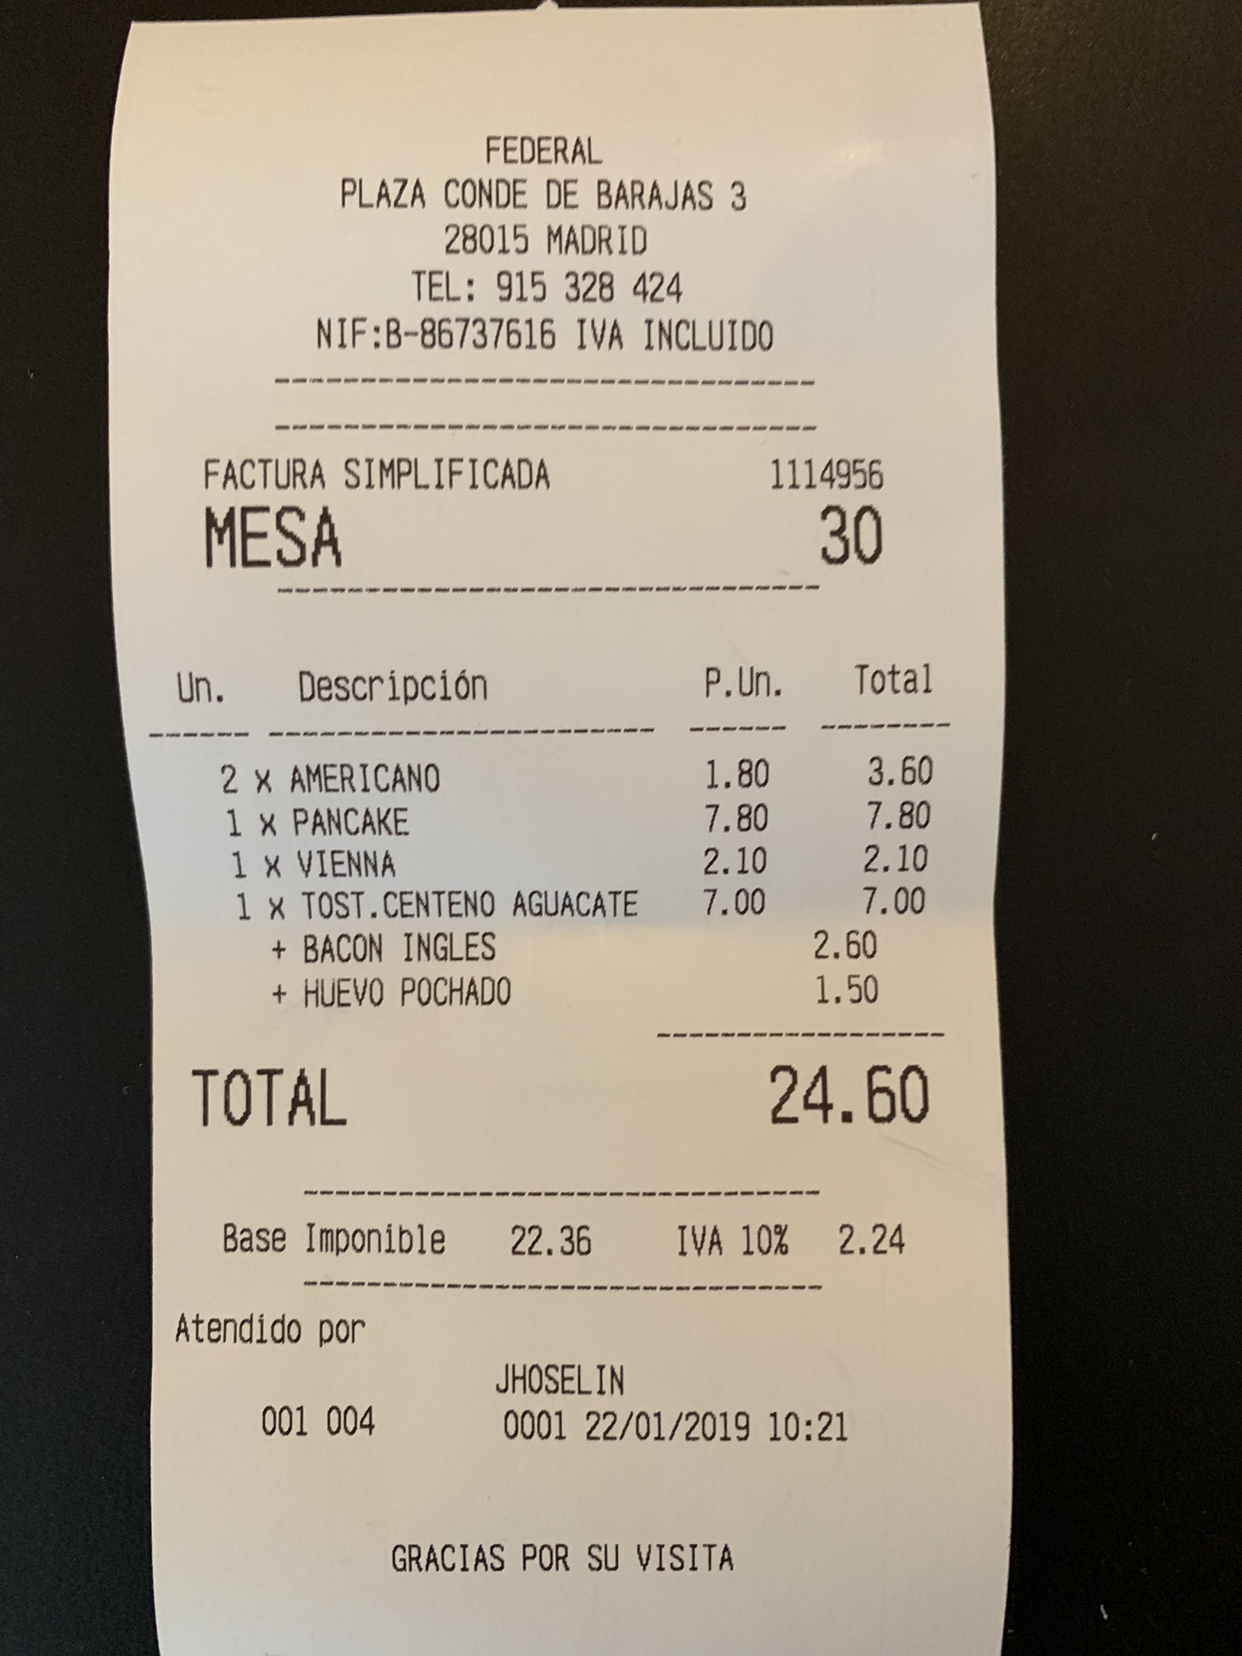 FEDERAL
PLAZA CONDE DE BARAJAS 3
28015 MADRID
TEL: 915 328 424
NIF:B-86737616 IVA INCLUIDO
FACTURA SIMPLIFICADA 1114956
MESA 30
Un. Descripción P.Un. Total
2 x AMERICANO 1.80 3.60
1 x PANCAKE 7.80 7.80
1 x VIENNA 2.10 2.10
1 x TOST.CENTENO AGUACATE 7.00 7.00
+ BACON INGLES 2.60
+ HUEVO POCHADO 1.50
TOTAL 24.60
Base Imponible 22.36 IVA 10% 2.24
Atendido por
JHOSELIN
001 004 0001 22/01/2019 10:21
GRACIAS POR SU VISITA